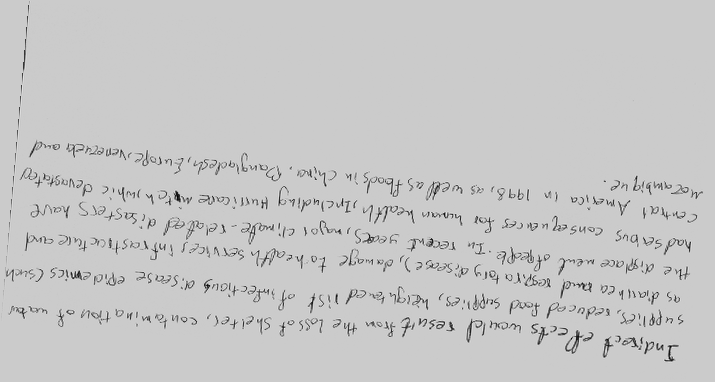 Indirect effects would result from the loss of shelter, contamination of water
supplies, reduced food supplies, heightened risk of infectious disease epidemics (such
as diarrhea and respiratory disease), damage to health services infrastructure and
the displacement of people. In recent years, major climate-related disasters have
had serious consequences for human health, Including Hurricane mitch, whic devastated
central America in 1998, as well as floods in china, Bangladesh, Europe, venezuela and
Mozambique.